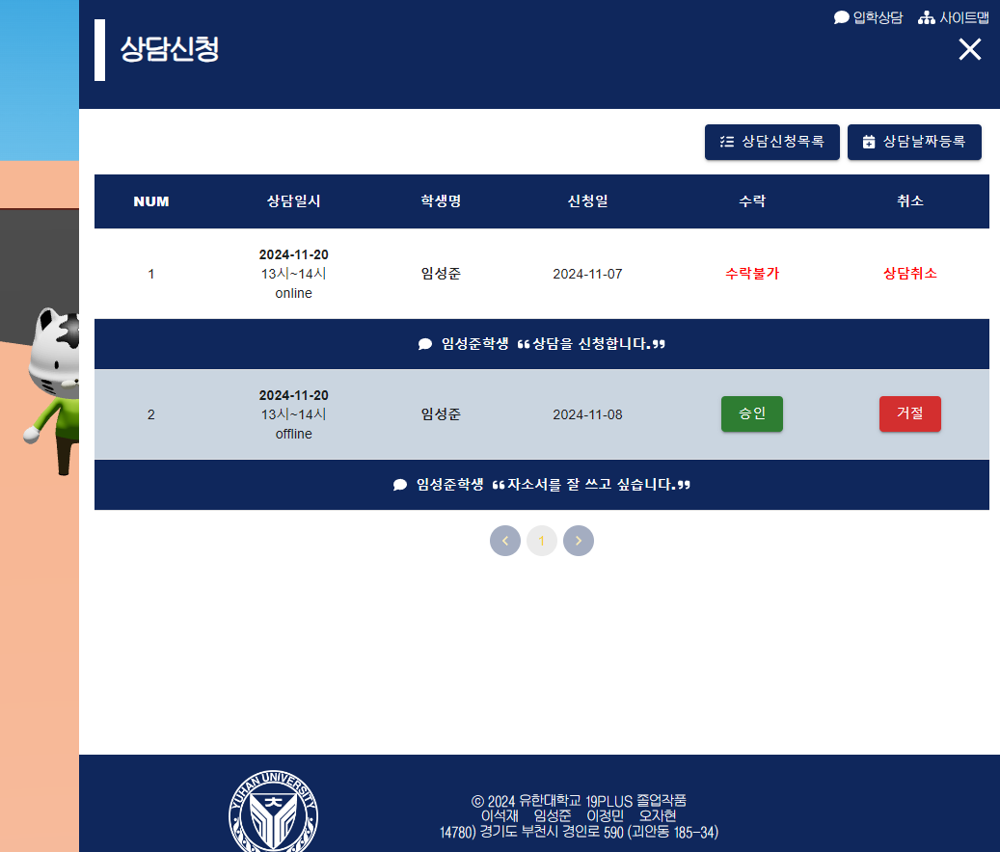 입학상담 사이트맵
상담신청
상담신청목록 상담날짜등록
NUM 상담일시 학생명 신청일 수락 취소
2024-11-20
1 13시~14시 임성준 2024-11-07 수락불가 상담취소
online
임성준학생 ❝상담을 신청합니다.❞
2024-11-20
2 13시~14시 임성준 2024-11-08 승인 거절
offline
임성준학생 ❝자소서를 잘 쓰고 싶습니다.❞
1
YUHAN UNIVERSITY
ⓒ 2024 유한대학교 19PLUS 졸업작품
이석재 임성준 이정민 오자현
14780) 경기도 부천시 경인로 590 (괴안동 185-34)